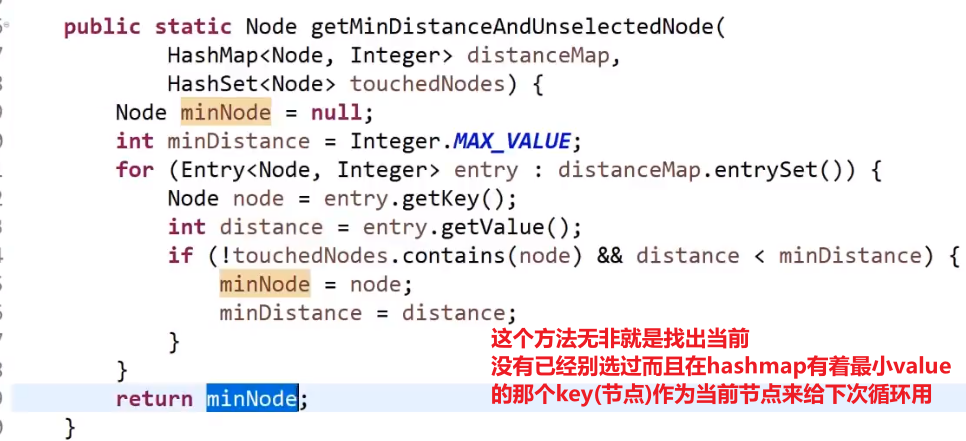 public static Node getMinDistanceAndUnselectedNode(
HashMap<Node, Integer> distanceMap,
HashSet<Node> touchedNodes) {
Node minNode = null;
int minDistance = Integer.MAX_VALUE;
for (Entry<Node, Integer> entry : distanceMap.entrySet()) {
Node node = entry.getKey();
int distance = entry.getValue();
if (!touchedNodes.contains(node) && distance < minDistance) {
minNode = node;
minDistance = distance;
}
}
return minNode;
}
这个方法无非就是找出当前
没有已经别选过而且在hashmap有着最小value
的那个key(节点)作为当前节点来给下次循环用